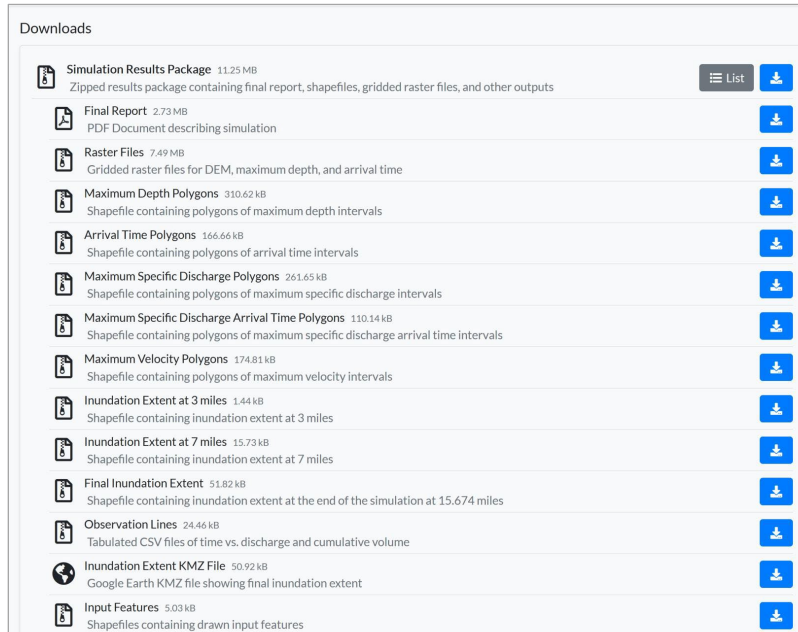 Downloads
Simulation Results Package 11.25 MB
Zipped results package containing final report, shapefiles, gridded raster files, and other outputs
List
Final Report 2.73 MB
PDF Document describing simulation
Raster Files 7.49 MB
Gridded raster files for DEM, maximum depth, and arrival time
Maximum Depth Polygons 310.62 kB
Shapefile containing polygons of maximum depth intervals
Arrival Time Polygons 166.66 kB
Shapefile containing polygons of arrival time intervals
Maximum Specific Discharge Polygons 261.65 kB
Shapefile containing polygons of maximum specific discharge intervals
Maximum Specific Discharge Arrival Time Polygons 110.14 kB
Shapefile containing polygons of maximum specific discharge arrival time intervals
Maximum Velocity Polygons 174.81 kB
Shapefile containing polygons of maximum velocity intervals
Inundation Extent at 3 miles 1.44 kB
Shapefile containing inundation extent at 3 miles
Inundation Extent at 7 miles 15.73 kB
Shapefile containing inundation extent at 7 miles
Final Inundation Extent 51.82 kB
Shapefile containing inundation extent at the end of the simulation at 15.674 miles
Observation Lines 24.46 kB
Tabulated CSV files of time vs. discharge and cumulative volume
Inundation Extent KMZ File 50.92 kB
Google Earth KMZ file showing final inundation extent
Input Features 5.03 kB
Shapefiles containing drawn input features